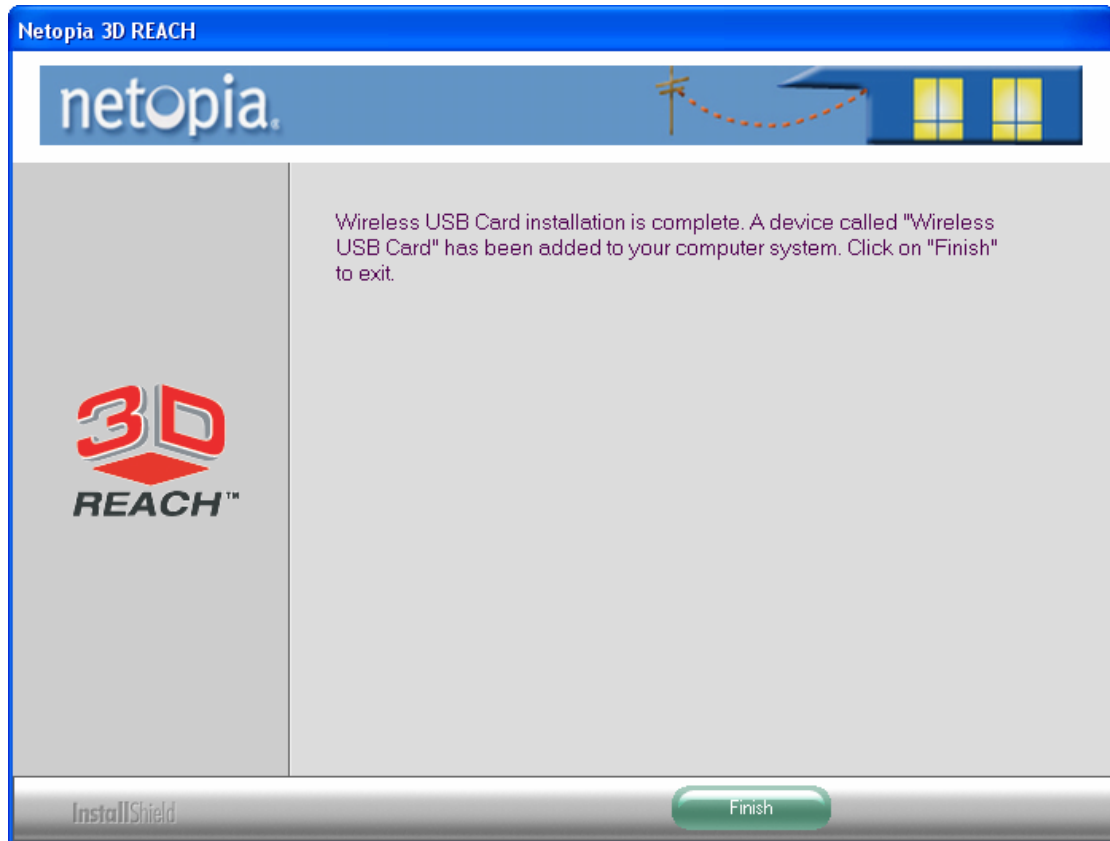 Netopia 3D REACH
netopia®
Wireless USB Card installation is complete. A device called "Wireless
USB Card" has been added to your computer system. Click on "Finish"
to exit.
3D
REACH™
InstallShield
Finish